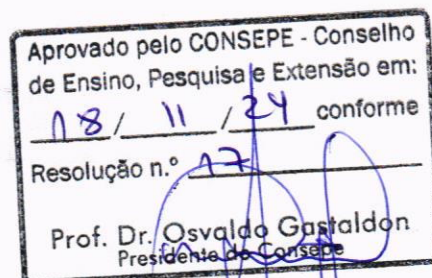 Aprovado pelo CONSEPE - Conselho
de Ensino, Pesquisa e Extensão em:
18/ 11 /24 conforme
Resolução n.º 17
Prof. Dr. Osvaldo Gastaldon
Presidente do Consepe